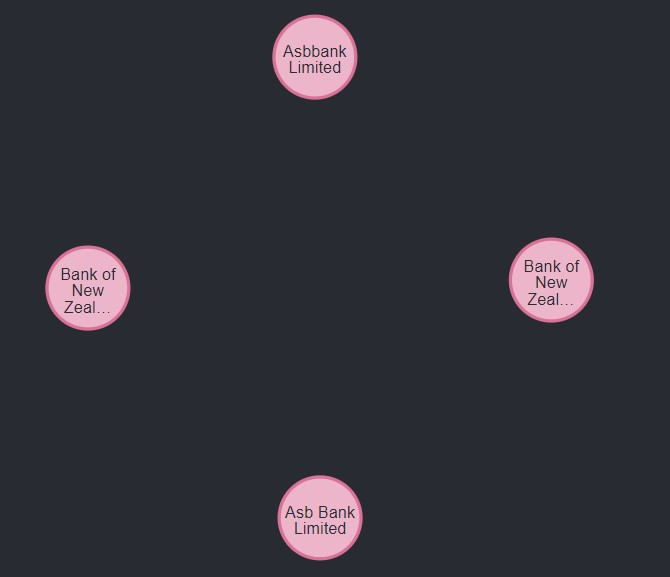 Asbbank
Limited
Bank of
New
Zeal...
Bank of
New
Zeal...
Asb Bank
Limited